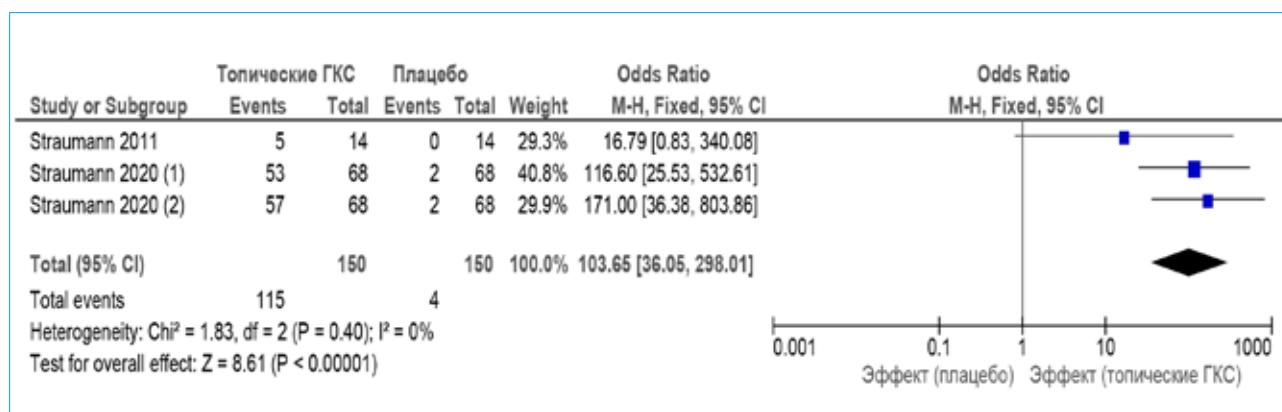 Топические ГКС Плацебо Odds Ratio Odds Ratio
Study or Subgroup Events Total Events Total Weight M-H, Fixed, 95% CI M-H, Fixed, 95% CI
Straumann 2011 5 14 0 14 29.3% 16.79 [0.83, 340.08]
Straumann 2020 (1) 53 68 2 68 40.8% 116.60 [25.53, 532.61]
Straumann 2020 (2) 57 68 2 68 29.9% 171.00 [36.38, 803.86]
Total (95% CI) 150 150 100.0% 103.65 [36.05, 298.01]
Total events 115 4
Heterogeneity: Chi² = 1.83, df = 2 (P = 0.40); I² = 0%
Test for overall effect: Z = 8.61 (P < 0.00001)
0.001 0.1 1 10 1000
Эффект (плацебо) Эффект (топические ГКС)